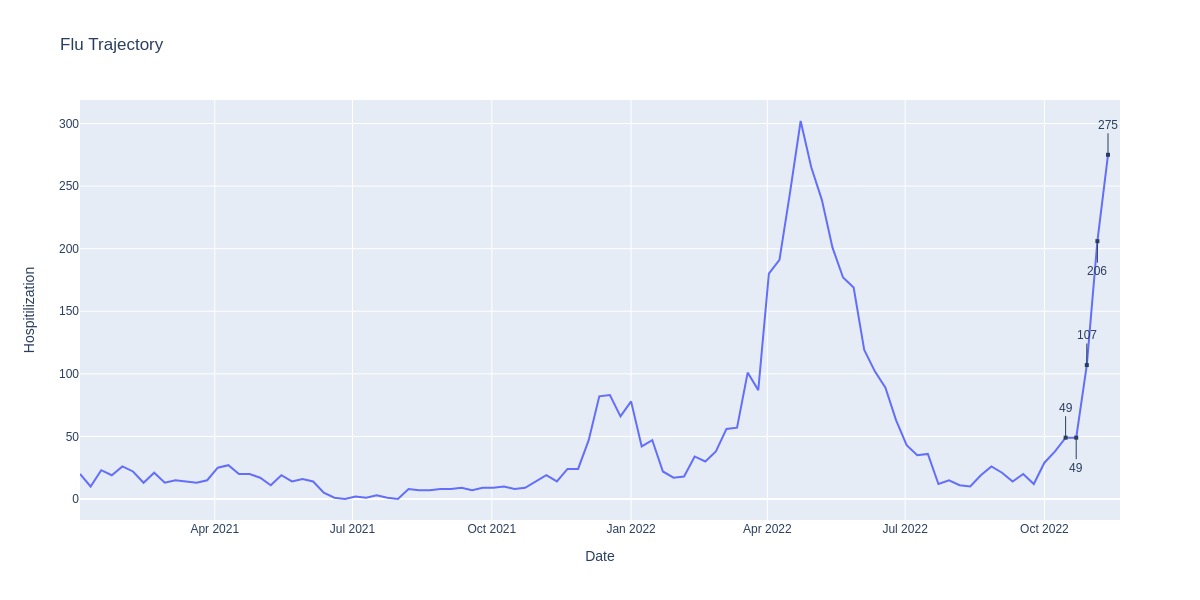 Flu Trajectory
300
250
200
150
100
50
0
Hospitilization
275
206
107
49
49
Apr 2021
Jul 2021
Oct 2021
Jan 2022
Apr 2022
Jul 2022
Oct 2022
Date